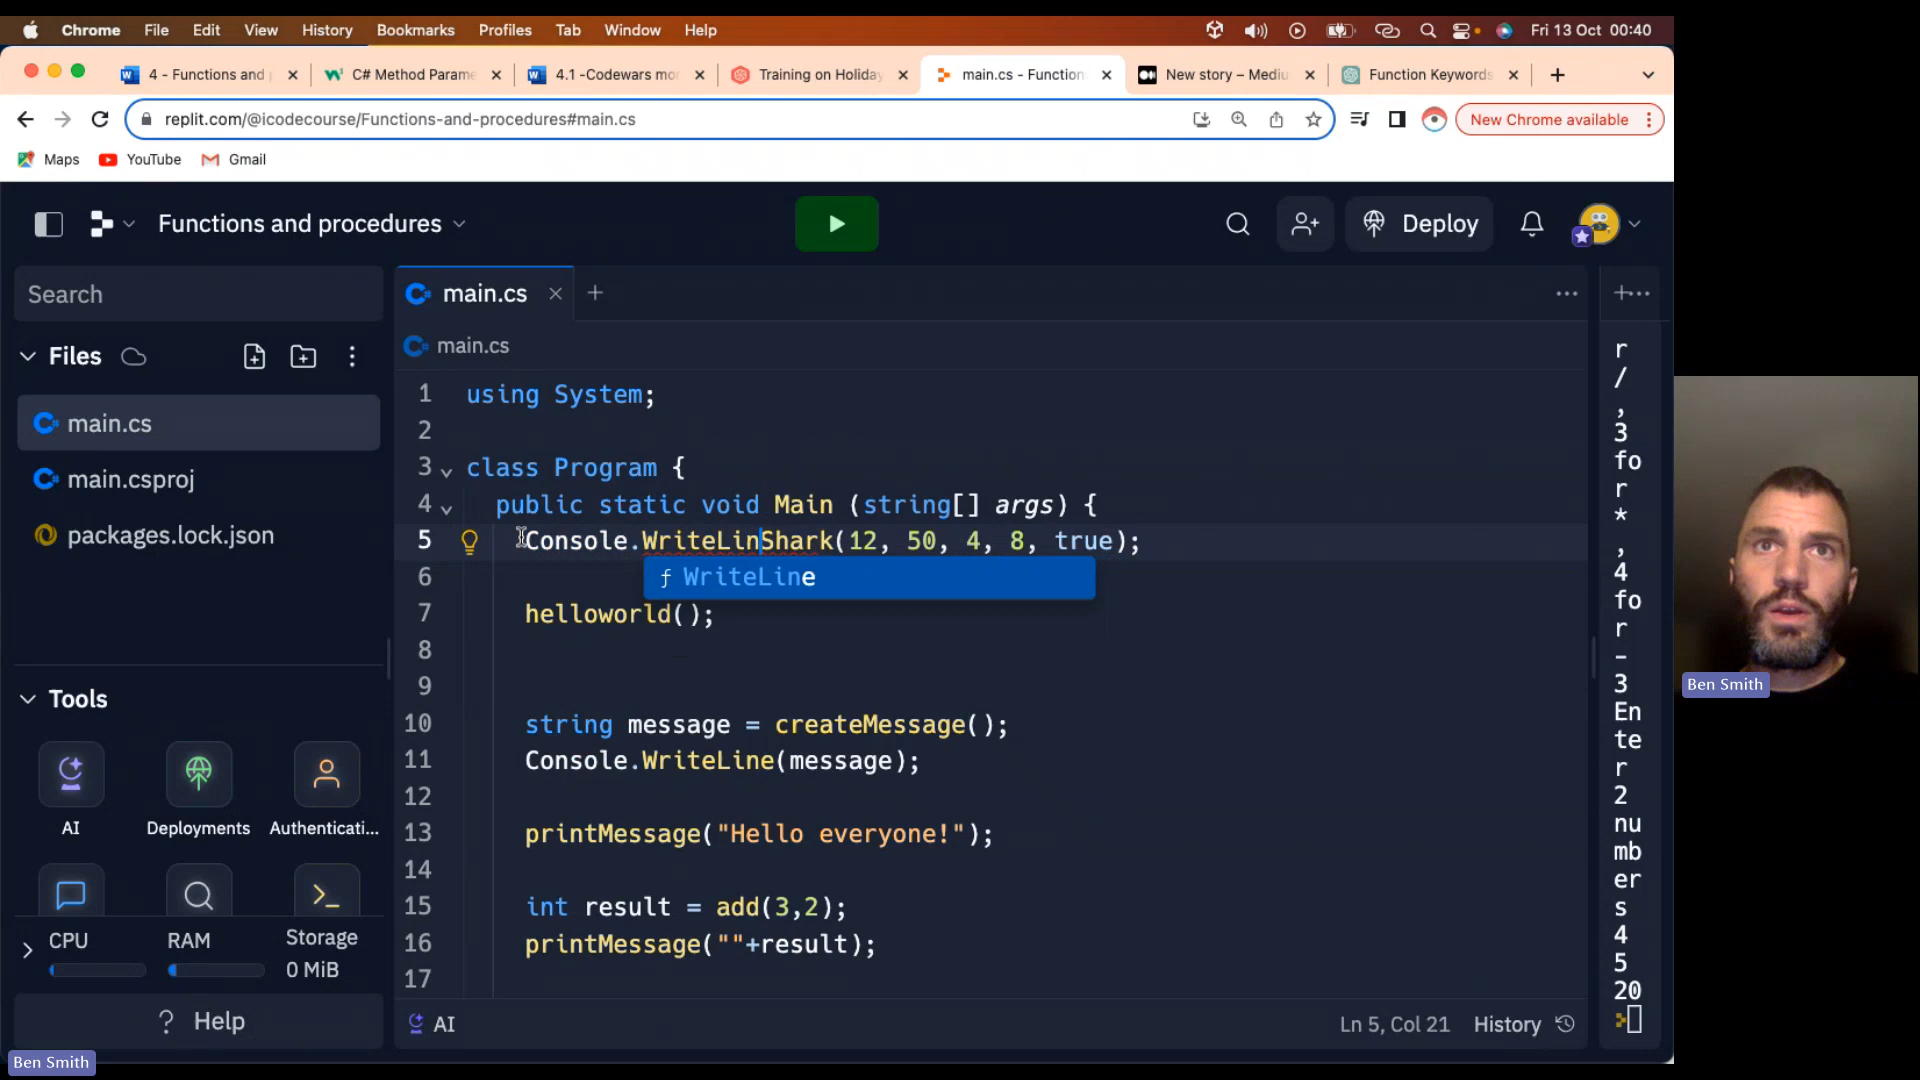 Chrome File Edit View History Bookmarks Profiles Tab Window Help Fri 13 Oct 00:40
4 - Functions and C# Method Parame 4.1 -Codewars mo Training on Holiday main.cs - Function New story – Mediu Function Keywords
replit.com/@icodecourse/Functions-and-procedures#main.cs New Chrome available
Maps YouTube Gmail
Functions and procedures Deploy
Search
Files
main.cs
main.csproj
packages.lock.json
Tools
AI Deployments Authenticati...
CPU RAM Storage
0 MiB
? Help
main.cs
main.cs
1 using System;
2
3 class Program {
4 public static void Main (string[] args) {
5 Console.WriteLinShark(12, 50, 4, 8, true);
ƒ WriteLine
6
7 helloworld();
8
9
10 string message = createMessage();
11 Console.WriteLine(message);
12
13 printMessage("Hello everyone!");
14
15 int result = add(3,2);
16 printMessage(""+result);
17
AI Ln 5, Col 21 History
r
/
,
3
fo
r
*
,
4
fo
r
-
3
En
te
r
2
nu
mb
er
s
4
5
20
Ben Smith
Ben Smith